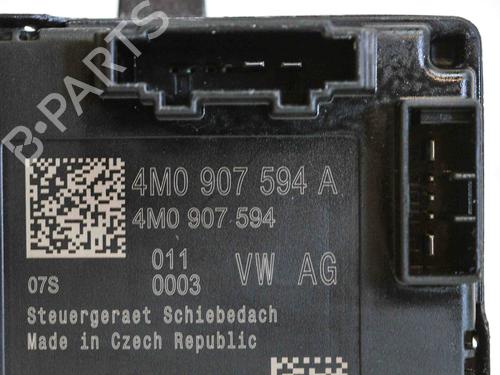 B-PARTS
4M0 907 594 A
4M0 907 594
011
07S 0003 VW AG
Steuergeraet Schiebedach
Made in Czech Republic